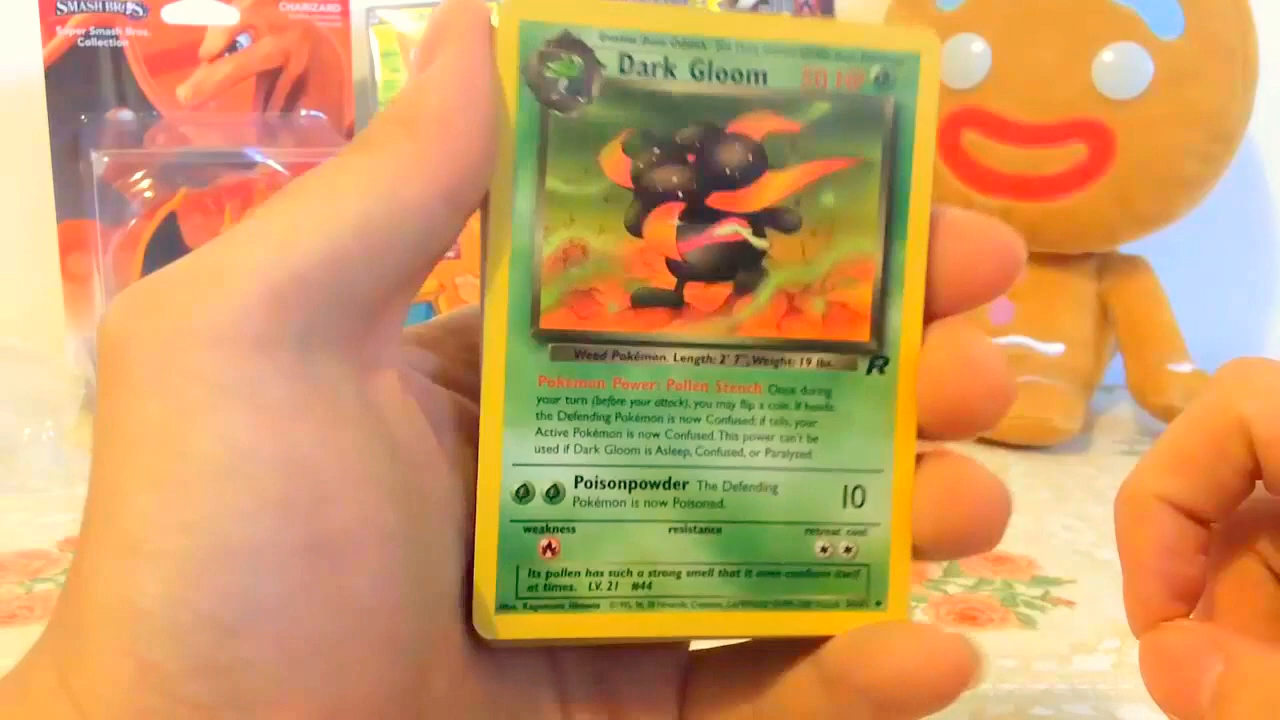 SMASH BROS.
Super Smash Bros.
Collection
CHARIZARD
Dark Gloom
50 HP
Weed Pokémon. Length: 2' 7", Weight: 19 lbs.
R
Pokémon Power: Pollen Stench Once during
your turn (before your attack), you may flip a coin. If heads,
the Defending Pokémon is now Confused; if tails, your
Active Pokémon is now Confused. This power can't be
used if Dark Gloom is Asleep, Confused, or Paralyzed.
Poisonpowder The Defending
Pokémon is now Poisoned.
10
weakness
resistance
retreat cost
Its pollen has such a strong smell that it even confuses itself
at times. LV. 21 #44